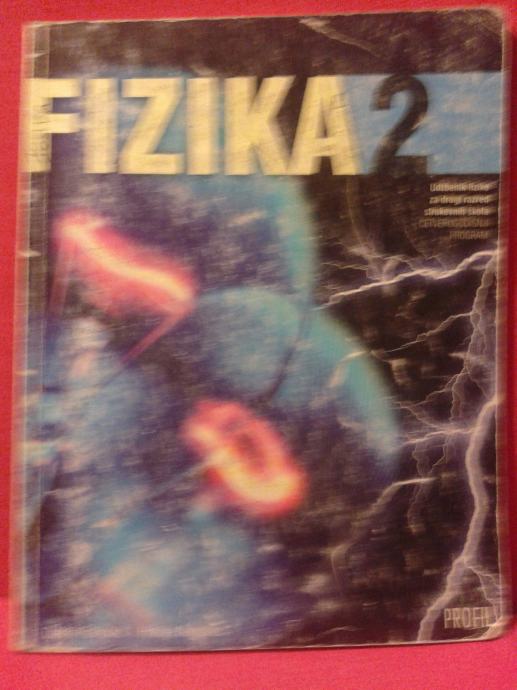 FIZIKA 2
Udžbenik fizike
za drugi razred
strukovnih škola
ČETVEROGODIŠNJI
PROGRAM
PROFIL